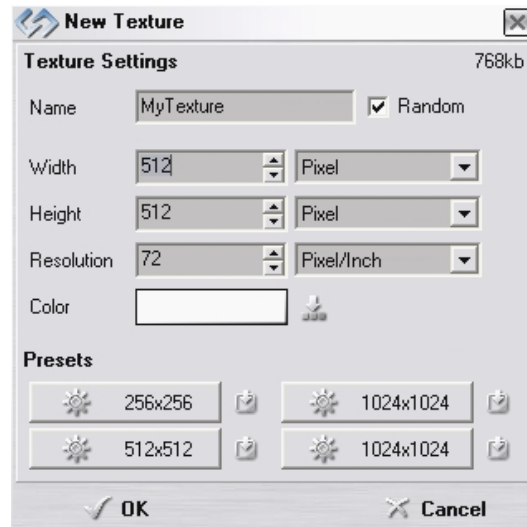 New Texture
Texture Settings 768kb
Name MyTexture Random
Width 512 Pixel
Height 512 Pixel
Resolution 72 Pixel/Inch
Color
Presets
256x256 1024x1024
512x512 1024x1024
OK Cancel